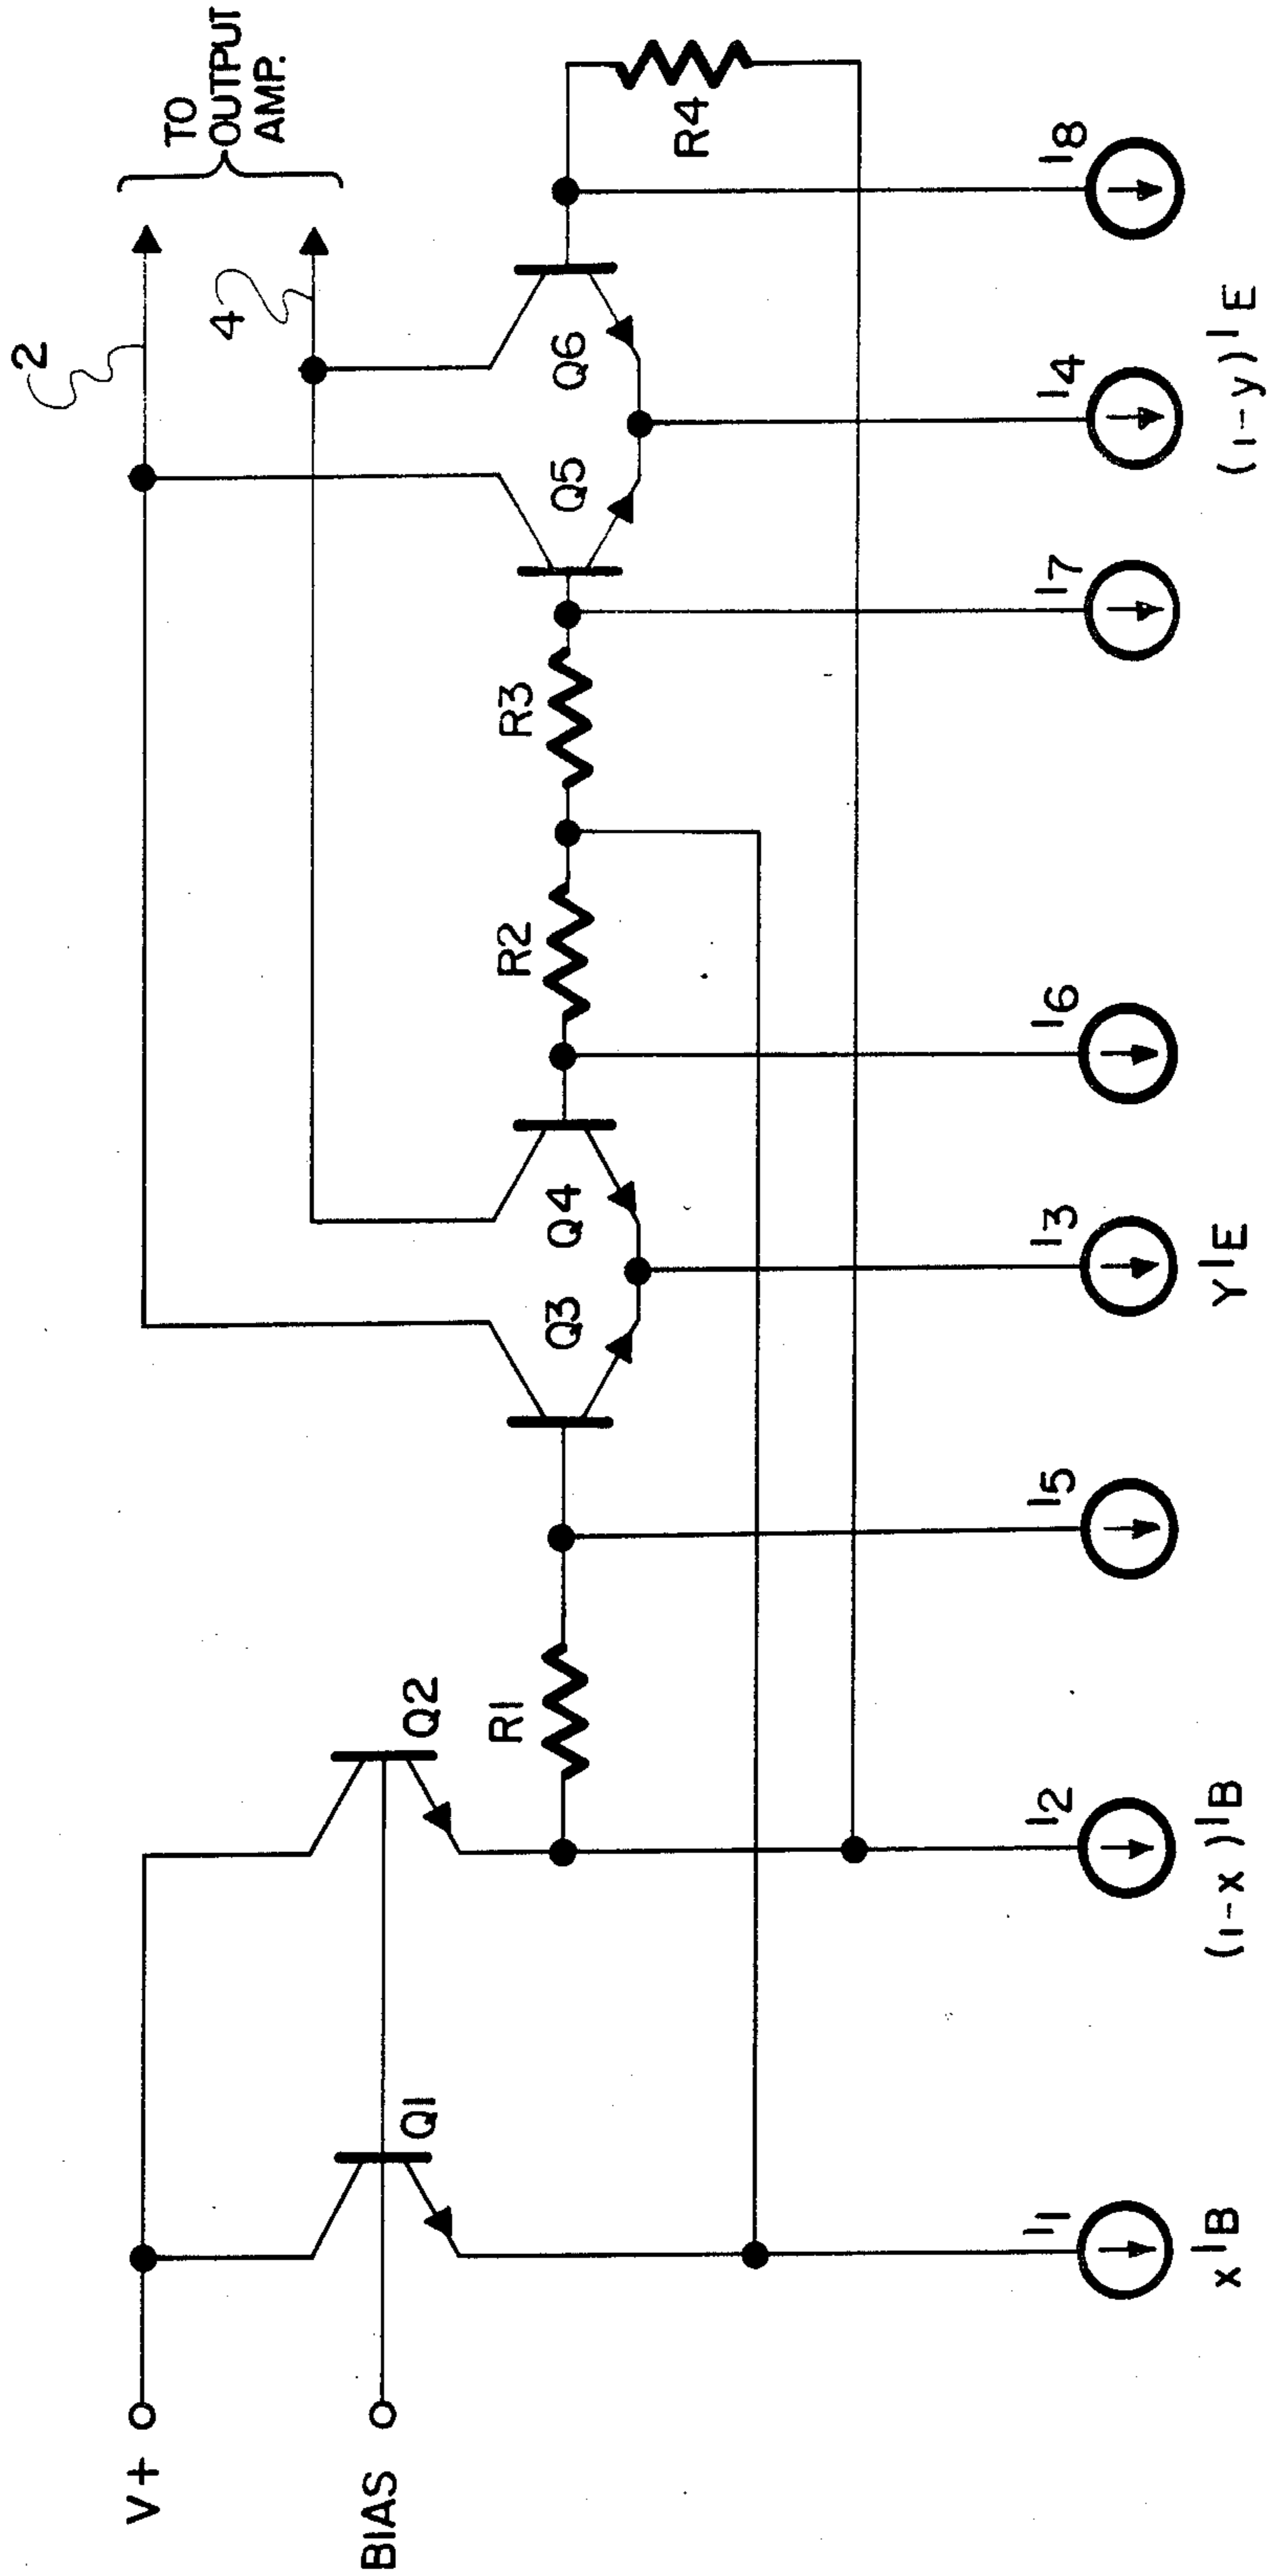 TO
OUTPUT
AMP.
2
4
V+
BIAS
Q1
Q2
Q3
Q4
Q5
Q6
R1
R2
R3
R4
I1
I2
I5
I3
I6
I7
I4
I8
xIB
(1-x)IB
YIE
(1-y)IE